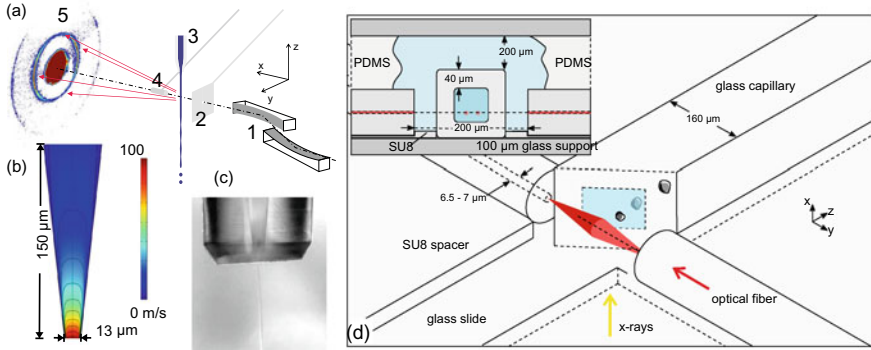 (a)
5
3
4
2
1
z
x
y
(b)
100
150 µm
0 m/s
13 µm
(c)
200 µm
PDMS
PDMS
40 µm
200 µm
SU8
100 µm glass support
glass capillary
160 µm
6.5 - 7 µm
x
z
y
SU8 spacer
optical fiber
glass slide
x-rays
(d)